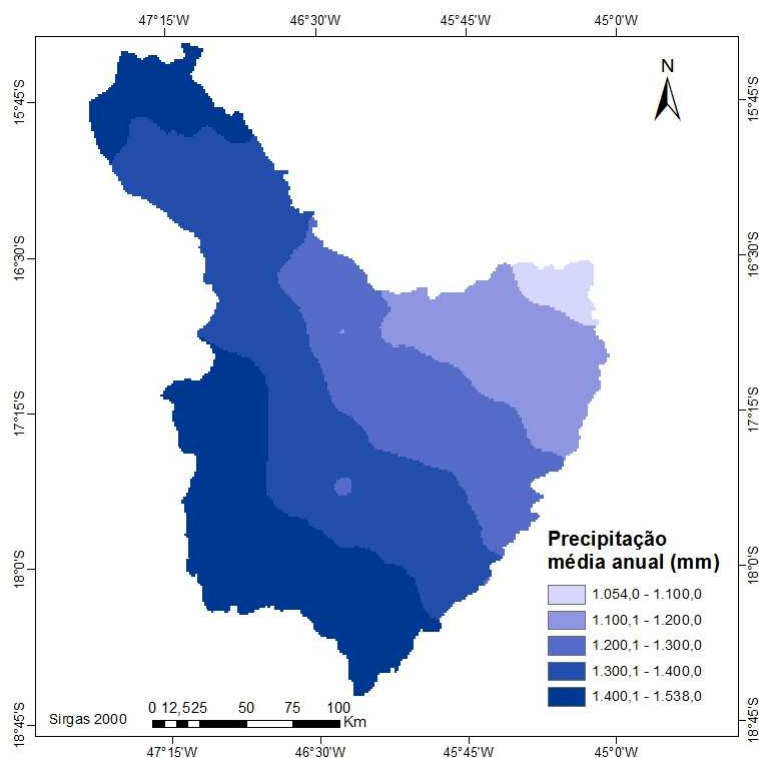 47°15'W 46°30'W 45°45'W 45°0'W
N
15°45'S 15°45'S
16°30'S 16°30'S
17°15'S 17°15'S
18°0'S 18°0'S
18°45'S 18°45'S
Precipitação
média anual (mm)
1.054,0 - 1.100,0
1.100,1 - 1.200,0
1.200,1 - 1.300,0
1.300,1 - 1.400,0
1.400,1 - 1.538,0
Sirgas 2000
0 12,525 50 75 100
Km
47°15'W 46°30'W 45°45'W 45°0'W